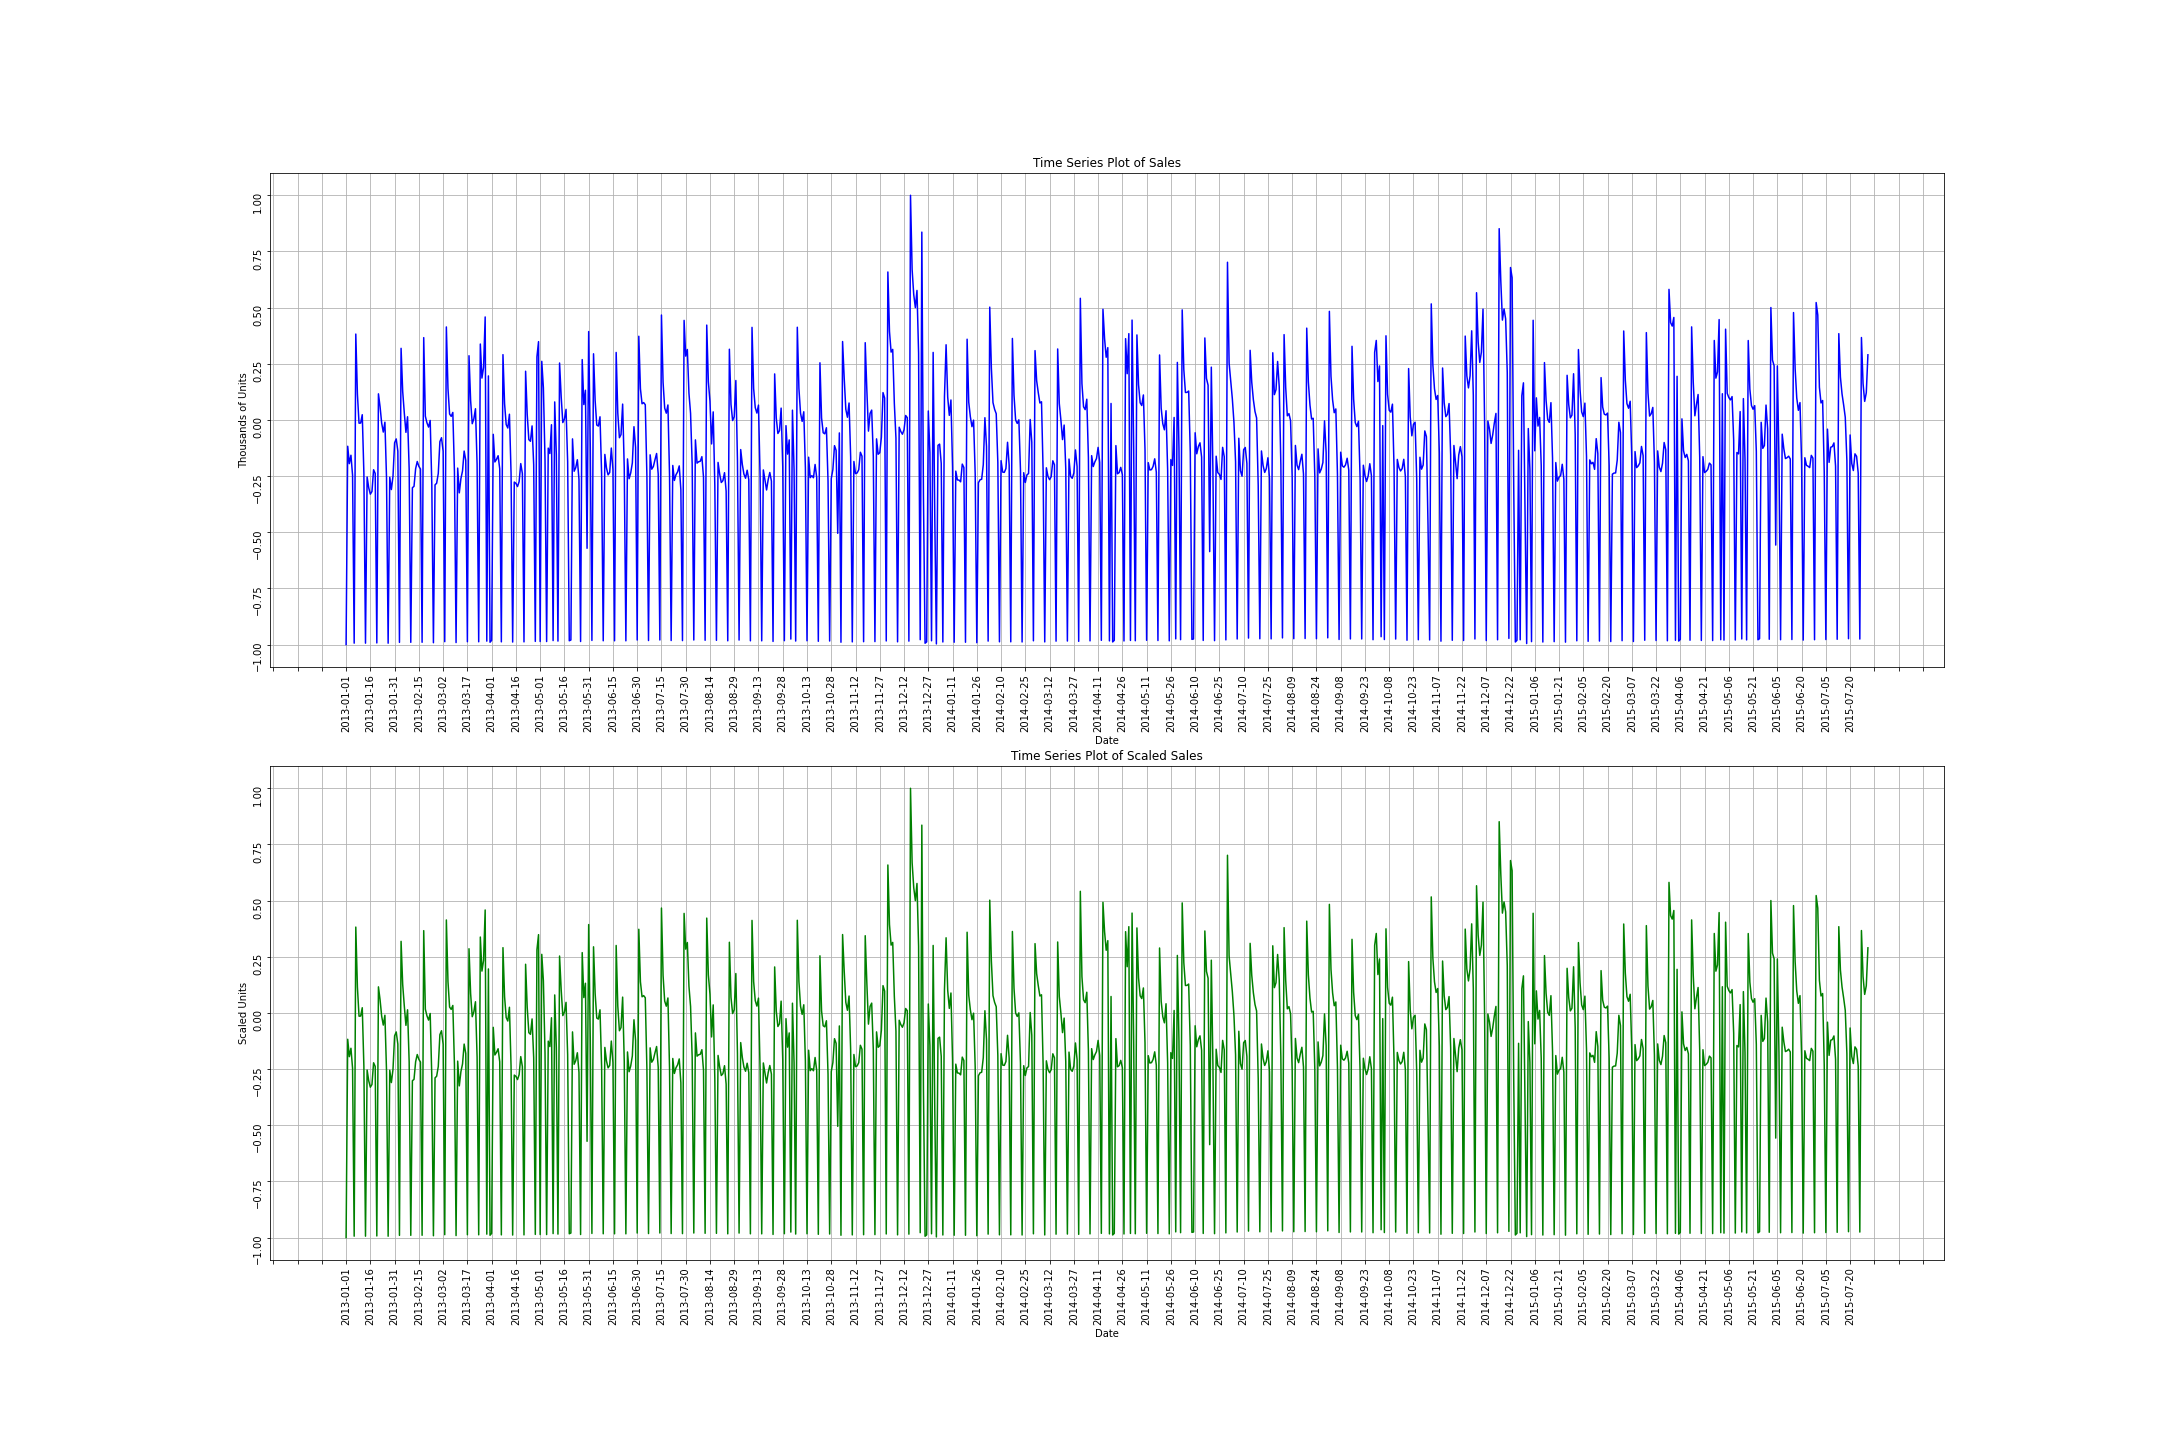 Time Series Plot of Sales
Thousands of Units
1.00
0.75
0.50
0.25
0.00
−0.25
−0.50
−0.75
−1.00
2013-01-01 2013-01-16 2013-01-31 2013-02-15 2013-03-02 2013-03-17 2013-04-01 2013-04-16 2013-05-01 2013-05-16 2013-05-31 2013-06-15 2013-06-30 2013-07-15 2013-07-30 2013-08-14 2013-08-29 2013-09-13 2013-09-28 2013-10-13 2013-10-28 2013-11-12 2013-11-27 2013-12-12 2013-12-27 2014-01-11 2014-01-26 2014-02-10 2014-02-25 2014-03-12 2014-03-27 2014-04-11 2014-04-26 2014-05-11 2014-05-26 2014-06-10 2014-06-25 2014-07-10 2014-07-25 2014-08-09 2014-08-24 2014-09-08 2014-09-23 2014-10-08 2014-10-23 2014-11-07 2014-11-22 2014-12-07 2014-12-22 2015-01-06 2015-01-21 2015-02-05 2015-02-20 2015-03-07 2015-03-22 2015-04-06 2015-04-21 2015-05-06 2015-05-21 2015-06-05 2015-06-20 2015-07-05 2015-07-20
Date
Time Series Plot of Scaled Sales
Scaled Units
1.00
0.75
0.50
0.25
0.00
−0.25
−0.50
−0.75
−1.00
2013-01-01 2013-01-16 2013-01-31 2013-02-15 2013-03-02 2013-03-17 2013-04-01 2013-04-16 2013-05-01 2013-05-16 2013-05-31 2013-06-15 2013-06-30 2013-07-15 2013-07-30 2013-08-14 2013-08-29 2013-09-13 2013-09-28 2013-10-13 2013-10-28 2013-11-12 2013-11-27 2013-12-12 2013-12-27 2014-01-11 2014-01-26 2014-02-10 2014-02-25 2014-03-12 2014-03-27 2014-04-11 2014-04-26 2014-05-11 2014-05-26 2014-06-10 2014-06-25 2014-07-10 2014-07-25 2014-08-09 2014-08-24 2014-09-08 2014-09-23 2014-10-08 2014-10-23 2014-11-07 2014-11-22 2014-12-07 2014-12-22 2015-01-06 2015-01-21 2015-02-05 2015-02-20 2015-03-07 2015-03-22 2015-04-06 2015-04-21 2015-05-06 2015-05-21 2015-06-05 2015-06-20 2015-07-05 2015-07-20
Date